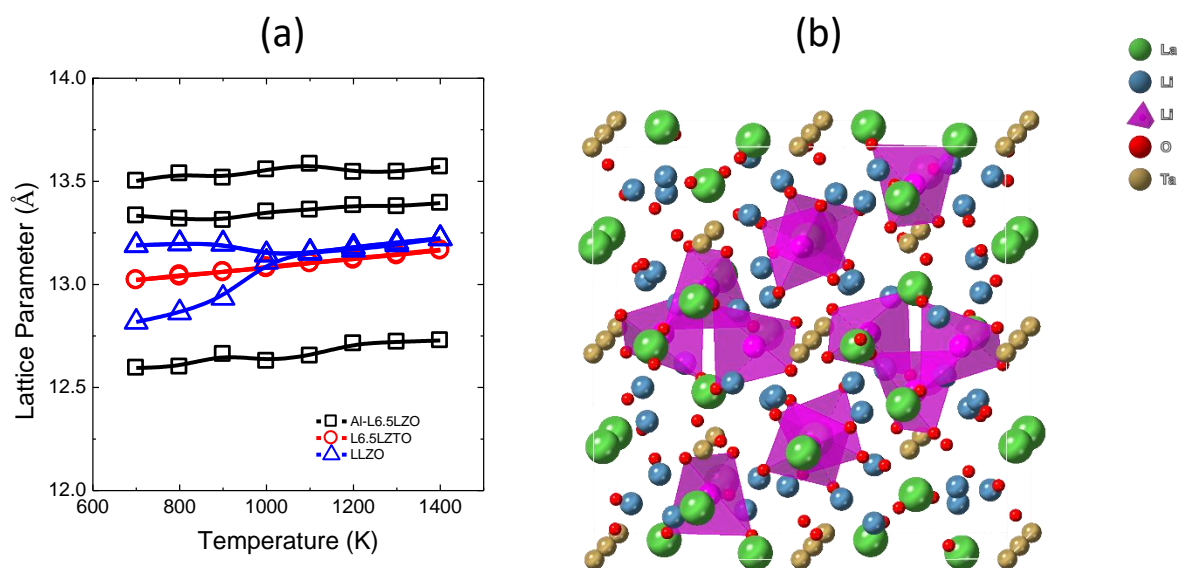 (a)
(b)
14.0
13.5
13.0
12.5
12.0
Lattice Parameter (Å)
Al-L6.5LZO
L6.5LZTO
LLZO
600 800 1000 1200 1400
Temperature (K)
La
Li
Li
O
Ta